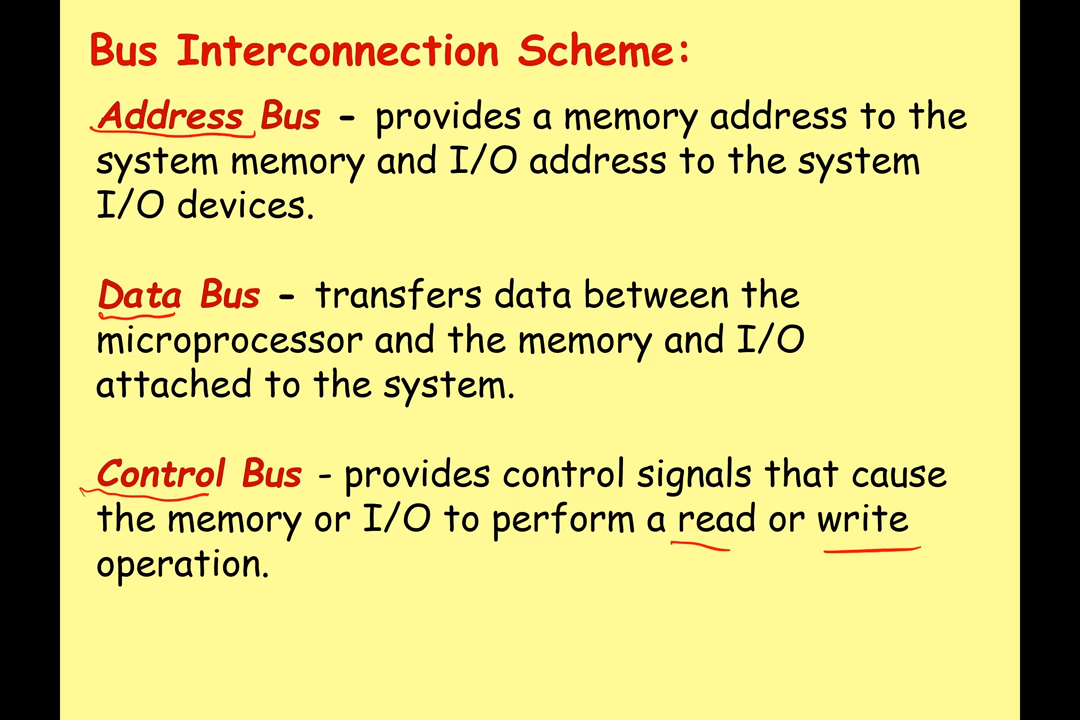 Bus Interconnection Scheme:
Address Bus - provides a memory address to the
system memory and I/O address to the system
I/O devices.
Data Bus - transfers data between the
microprocessor and the memory and I/O
attached to the system.
Control Bus - provides control signals that cause
the memory or I/O to perform a read or write
operation.